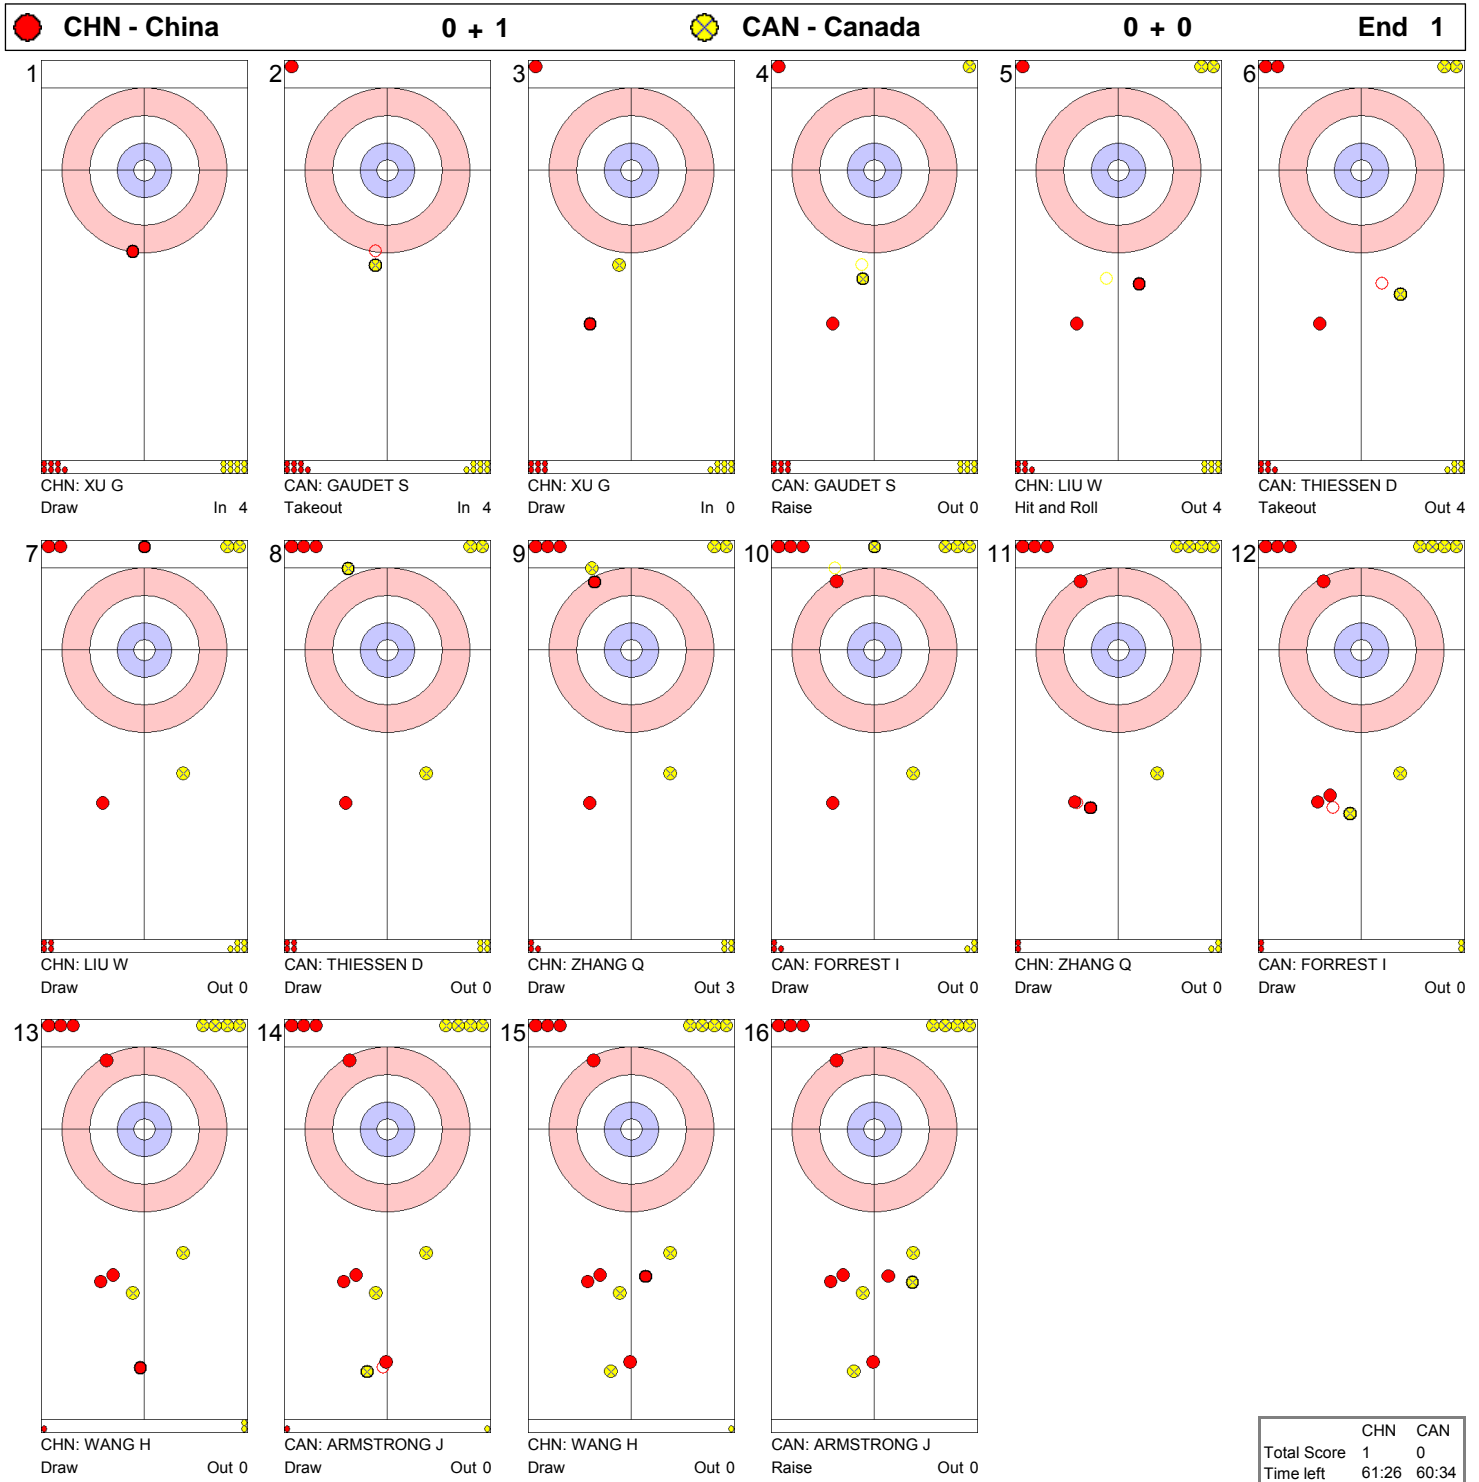 CHN - China 0 + 1 CAN - Canada 0 + 0 End 1
1 2 3 4 5 6
CHN: XU G CAN: GAUDET S CHN: XU G CAN: GAUDET S CHN: LIU W CAN: THIESSEN D
Draw In 4 Takeout In 4 Draw In 0 Raise Out 0 Hit and Roll Out 4 Takeout Out 4
7 8 9 10 11 12
CHN: LIU W CAN: THIESSEN D CHN: ZHANG Q CAN: FORREST I CHN: ZHANG Q CAN: FORREST I
Draw Out 0 Draw Out 0 Draw Out 3 Draw Out 0 Draw Out 0 Draw Out 0
13 14 15 16
CHN: WANG H CAN: ARMSTRONG J CHN: WANG H CAN: ARMSTRONG J
Draw Out 0 Draw Out 0 Draw Out 0 Raise Out 0
CHN CAN
Total Score 1 0
Time left 61:26 60:34